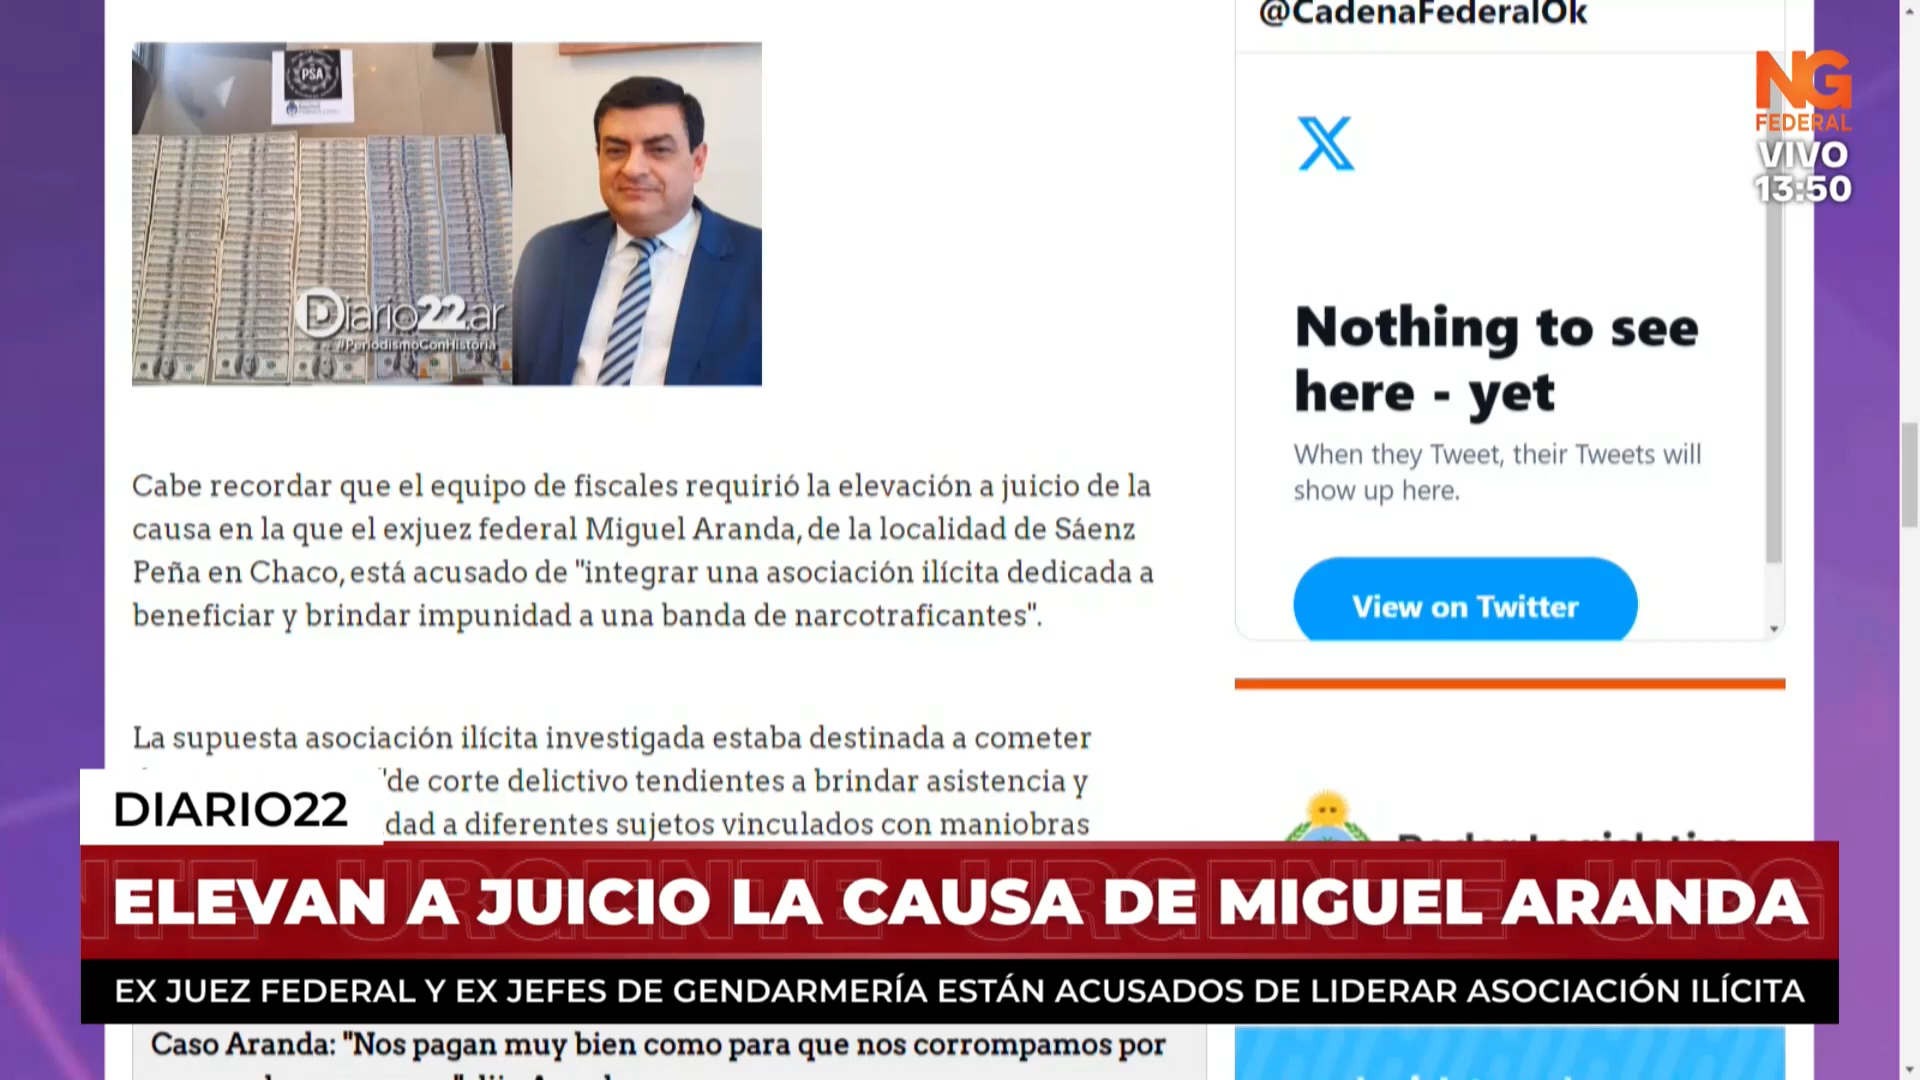 @CadenaFederalOk
NG
FEDERAL
VIVO
13:50
PSA
Diario22.ar
#PeriodismoConHistoria
Nothing to see
here - yet
When they Tweet, their Tweets will
show up here.
View on Twitter
Cabe recordar que el equipo de fiscales requirió la elevación a juicio de la
causa en la que el exjuez federal Miguel Aranda, de la localidad de Sáenz
Peña en Chaco, está acusado de "integrar una asociación ilícita dedicada a
beneficiar y brindar impunidad a una banda de narcotraficantes".
La supuesta asociación ilícita investigada estaba destinada a cometer
"de corte delictivo tendientes a brindar asistencia y
dad a diferentes sujetos vinculados con maniobras
DIARIO22
URGENTE URGENTE
ELEVAN A JUICIO LA CAUSA DE MIGUEL ARANDA
EX JUEZ FEDERAL Y EX JEFES DE GENDARMERÍA ESTÁN ACUSADOS DE LIDERAR ASOCIACIÓN ILÍCITA
Caso Aranda: "Nos pagan muy bien como para que nos corrompamos por